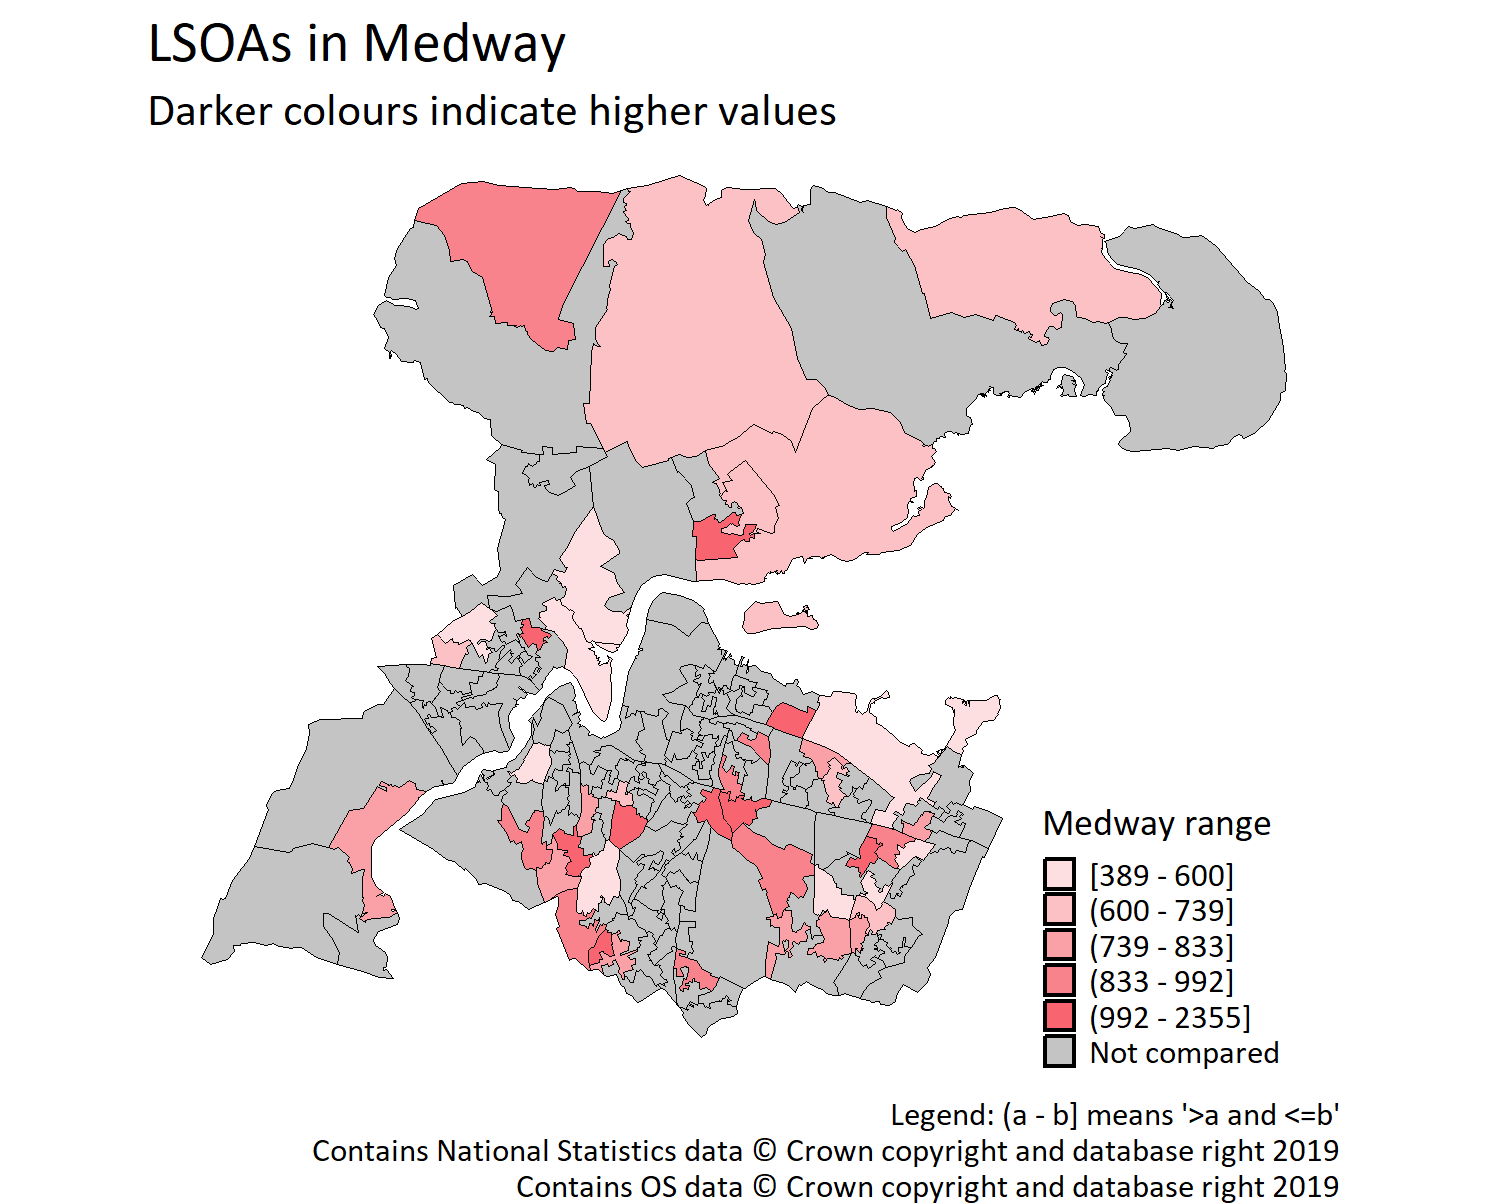 LSOAs in Medway
Darker colours indicate higher values
Medway range
[389 - 600]
(600 - 739]
(739 - 833]
(833 - 992]
(992 - 2355]
Not compared
Legend: (a - b] means '>a and <=b'
Contains National Statistics data © Crown copyright and database right 2019
Contains OS data © Crown copyright and database right 2019